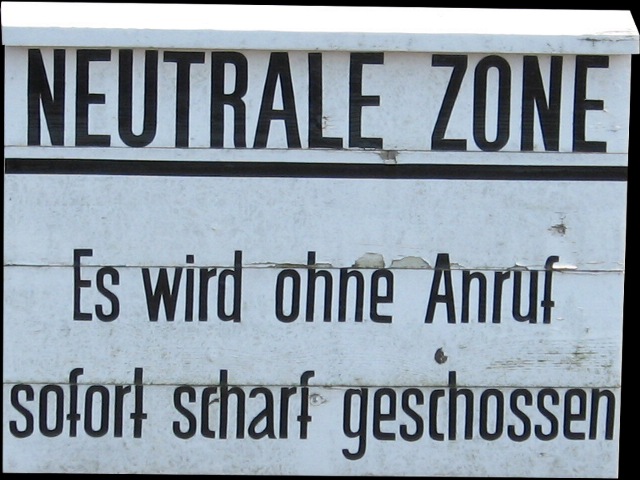 NEUTRALE ZONE
Es wird ohne Anruf
sofort scharf geschossen